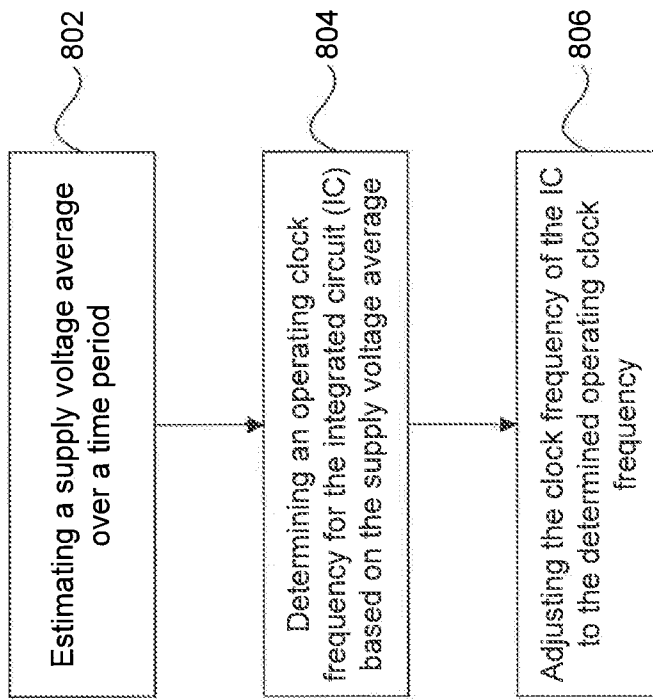 Estimating a supply voltage average
over a time period
802
Determining an operating clock
frequency for the integrated circuit (IC)
based on the supply voltage average
804
Adjusting the clock frequency of the IC
to the determined operating clock
frequency
806